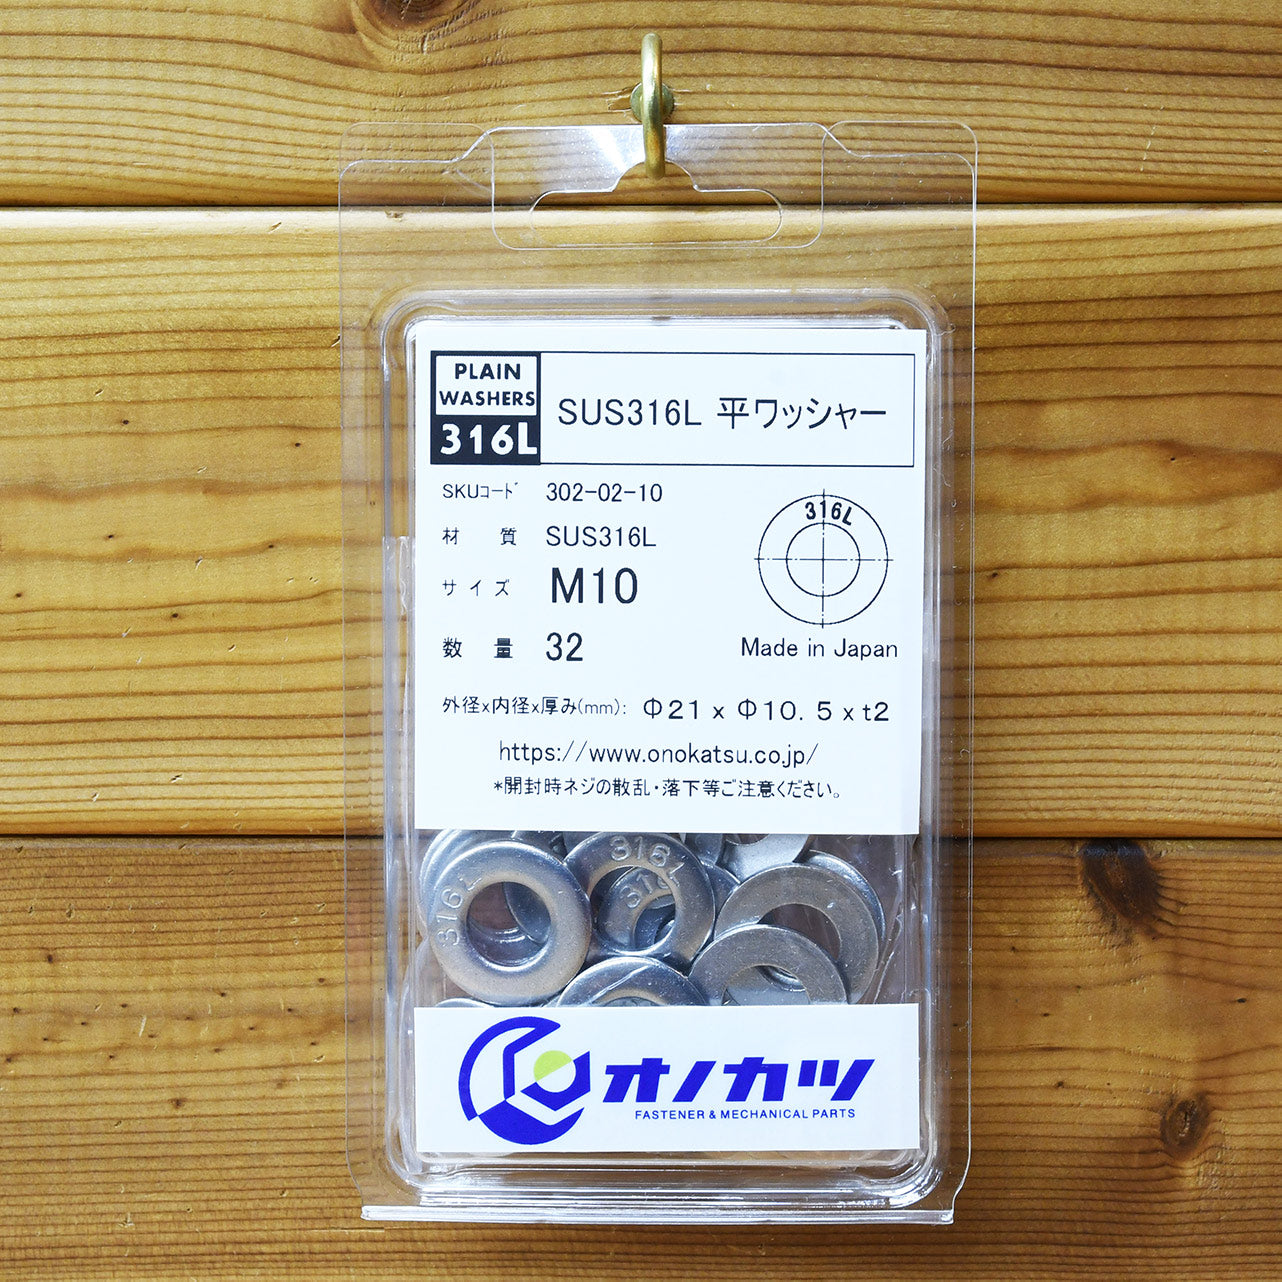 PLAIN
WASHERS
316L
SUS316L 平ワッシャー
SKUコード 302-02-10
材 質 SUS316L
サイズ M10
数 量 32
316L
Made in Japan
外径x内径x厚み(mm): Φ21 x Φ10.5 x t2
https://www.onokatsu.co.jp/
*開封時ネジの散乱・落下等ご注意ください。
316L
316L
316
オノカツ
FASTENER & MECHANICAL PARTS